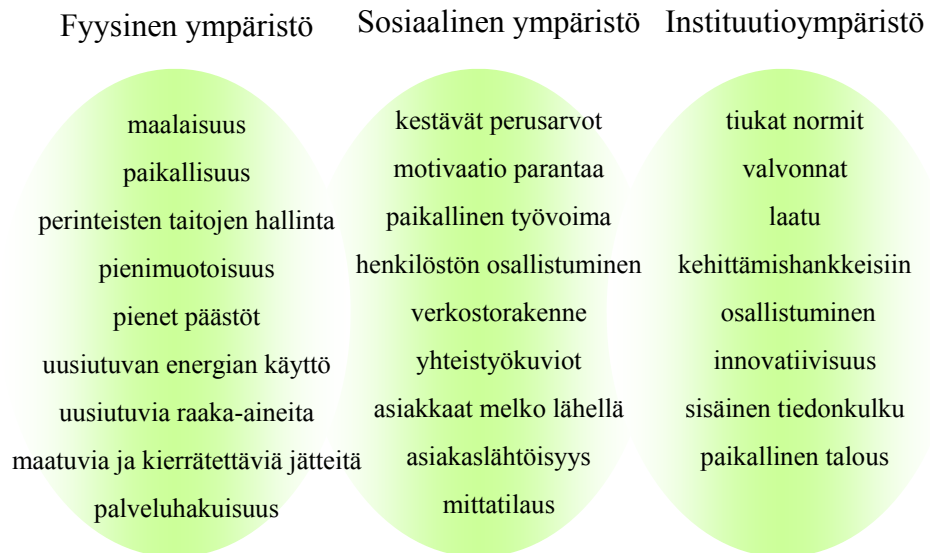 Fyysinen ympäristö
maalaisuus
paikallisuus
perinteisten taitojen hallinta
pienimuotoisuus
pienet päästöt
uusiutuvan energian käyttö
uusiutuvia raaka-aineita
maatuvia ja kierrätettäviä jätteitä
palveluhakuisuus
Sosiaalinen ympäristö
kestävät perusarvot
motivaatio parantaa
paikallinen työvoima
henkilöstön osallistuminen
verkostorakenne
yhteistyökuviot
asiakkaat melko lähellä
asiakaslähtöisyys
mittatilaus
Instituutioympäristö
tiukat normit
valvonnat
laatu
kehittämishankkeisiin
osallistuminen
innovatiivisuus
sisäinen tiedonkulku
paikallinen talous